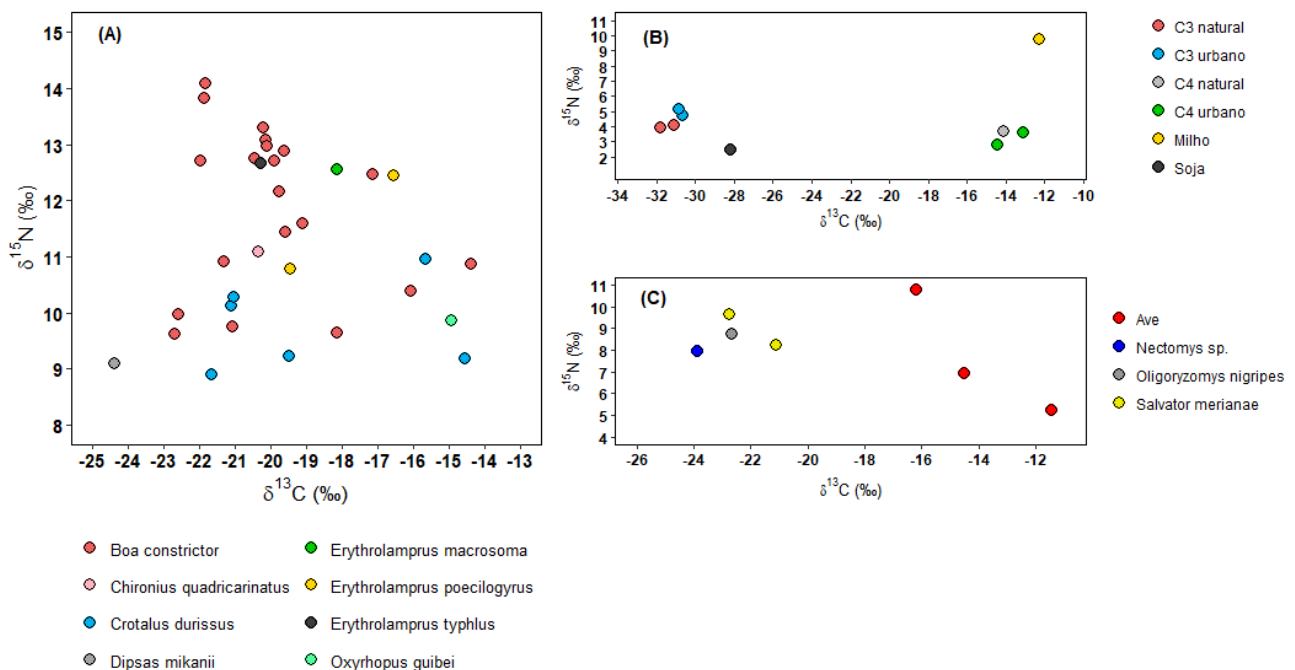 (A)
15
14
13
12
11
10
9
8
δ¹⁵N (‰)
-25 -24 -23 -22 -21 -20 -19 -18 -17 -16 -15 -14 -13
δ¹³C (‰)
Boa constrictor
Chironius quadricarinatus
Crotalus durissus
Dipsas mikanii
Erythrolamprus macrosoma
Erythrolamprus poecilogyrus
Erythrolamprus typhlus
Oxyrhopus guibei
(B)
11
10
9
8
7
6
5
4
3
2
δ¹⁵N (‰)
-34 -32 -30 -28 -26 -24 -22 -20 -18 -16 -14 -12 -10
δ¹³C (‰)
C3 natural
C3 urbano
C4 natural
C4 urbano
Milho
Soja
(C)
11
10
9
8
7
6
5
4
δ¹⁵N (‰)
-26 -24 -22 -20 -18 -16 -14 -12
δ¹³C (‰)
Ave
Nectomys sp.
Oligoryzomys nigripes
Salvator merianae